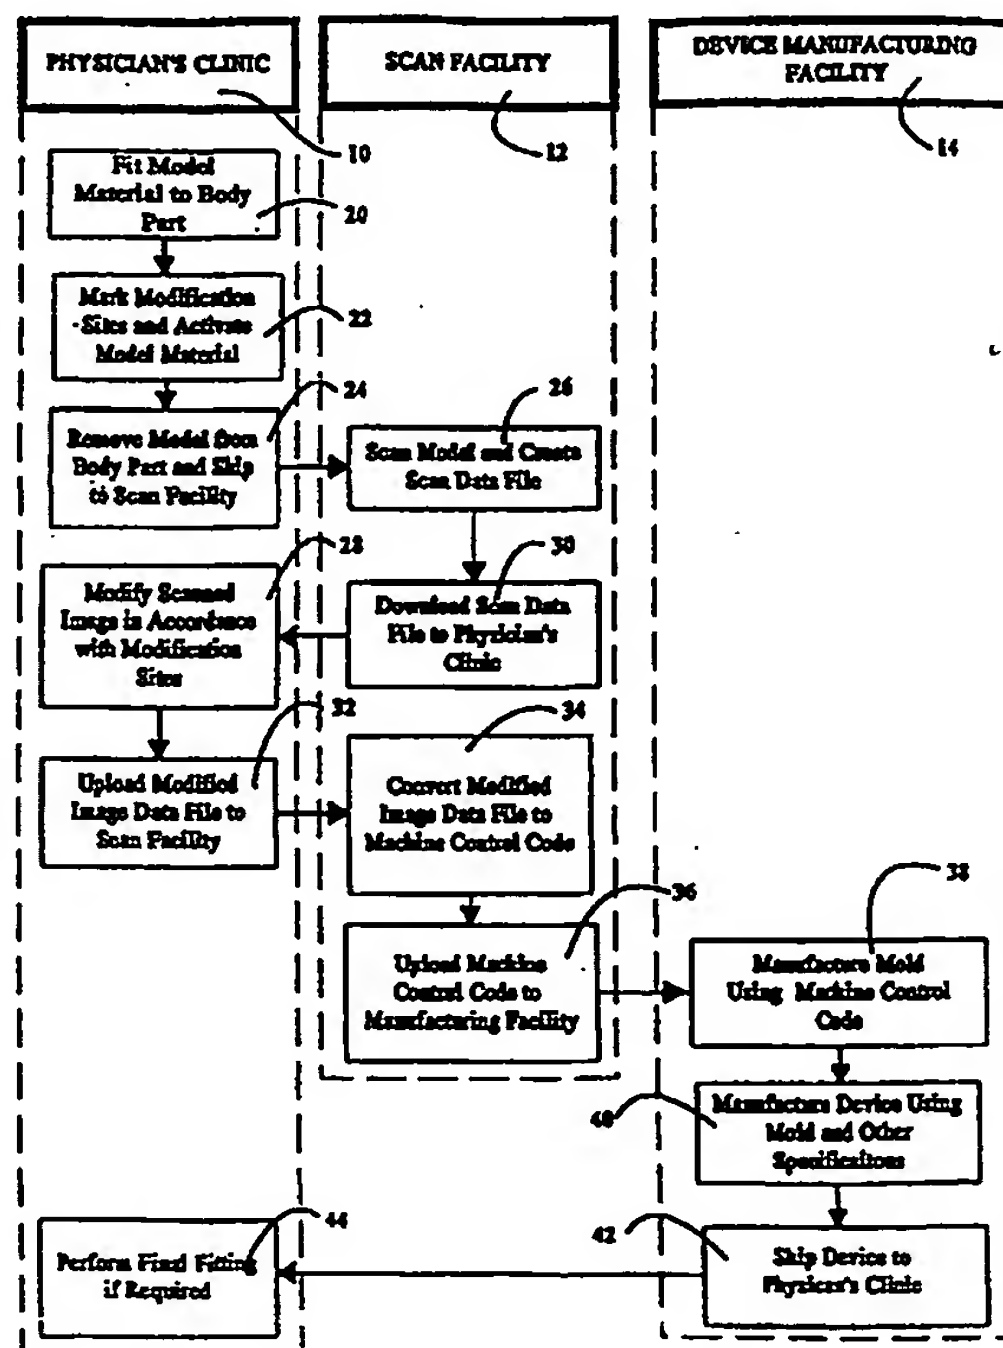 PHYSICIAN'S CLINIC
10
SCAN FACILITY
12
DEVICE MANUFACTURING
FACILITY
14
Fit Model
Material to Body
Part
20
Mark Modification
Sites and Activate
Model Material
22
Remove Model from
Body Part and Ship
to Scan Facility
24
Scan Model and Create
Scan Data File
26
Modify Scanned
Image in Accordance
with Modification
Sites
28
Download Scan Data
File to Physician's
Clinic
30
Upload Modified
Image Data File to
Scan Facility
32
Convert Modified
Image Data File to
Machine Control Code
34
Upload Machine
Control Code to
Manufacturing Facility
36
Manufacture Mold
Using Machine Control
Code
38
Manufacture Device Using
Mold and Other
Specificaitons
40
Ship Device to
Physican's Clinic
42
Perform Final Fitting
if Required
44